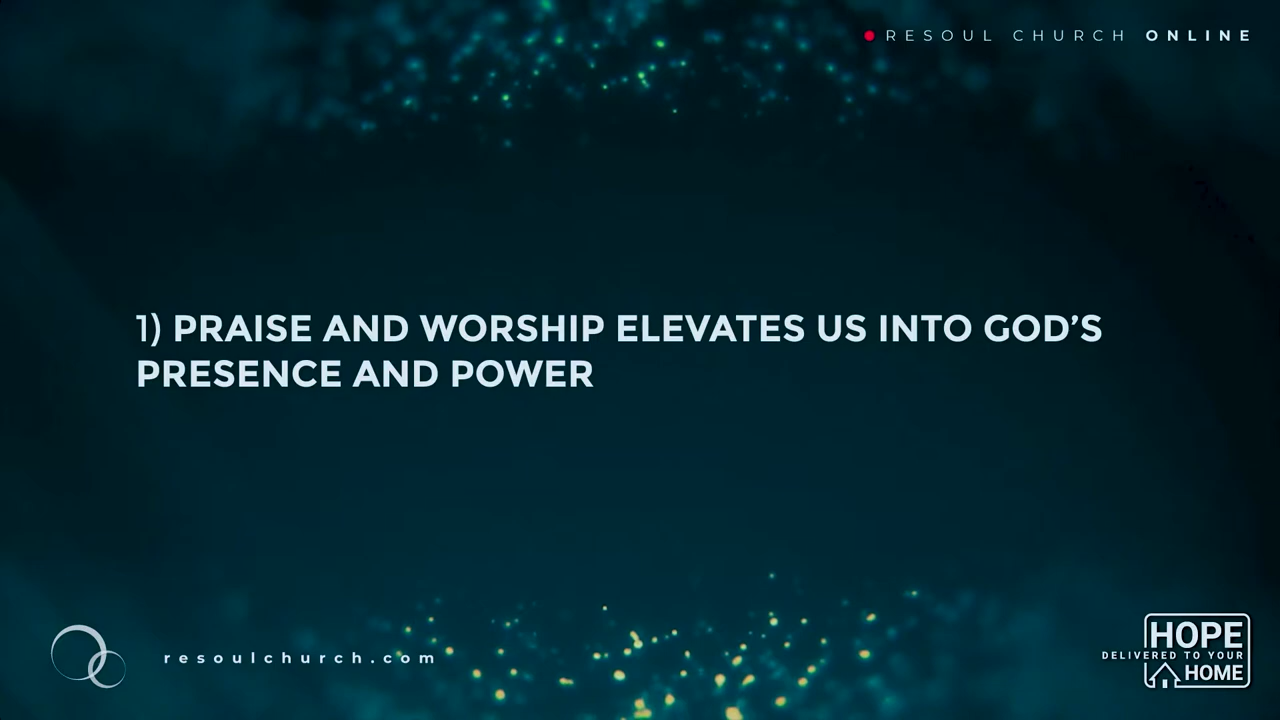 RESOUL CHURCH ONLINE
1) PRAISE AND WORSHIP ELEVATES US INTO GOD’S
PRESENCE AND POWER
resoulchurch.com
HOPE
DELIVERED TO YOUR
HOME